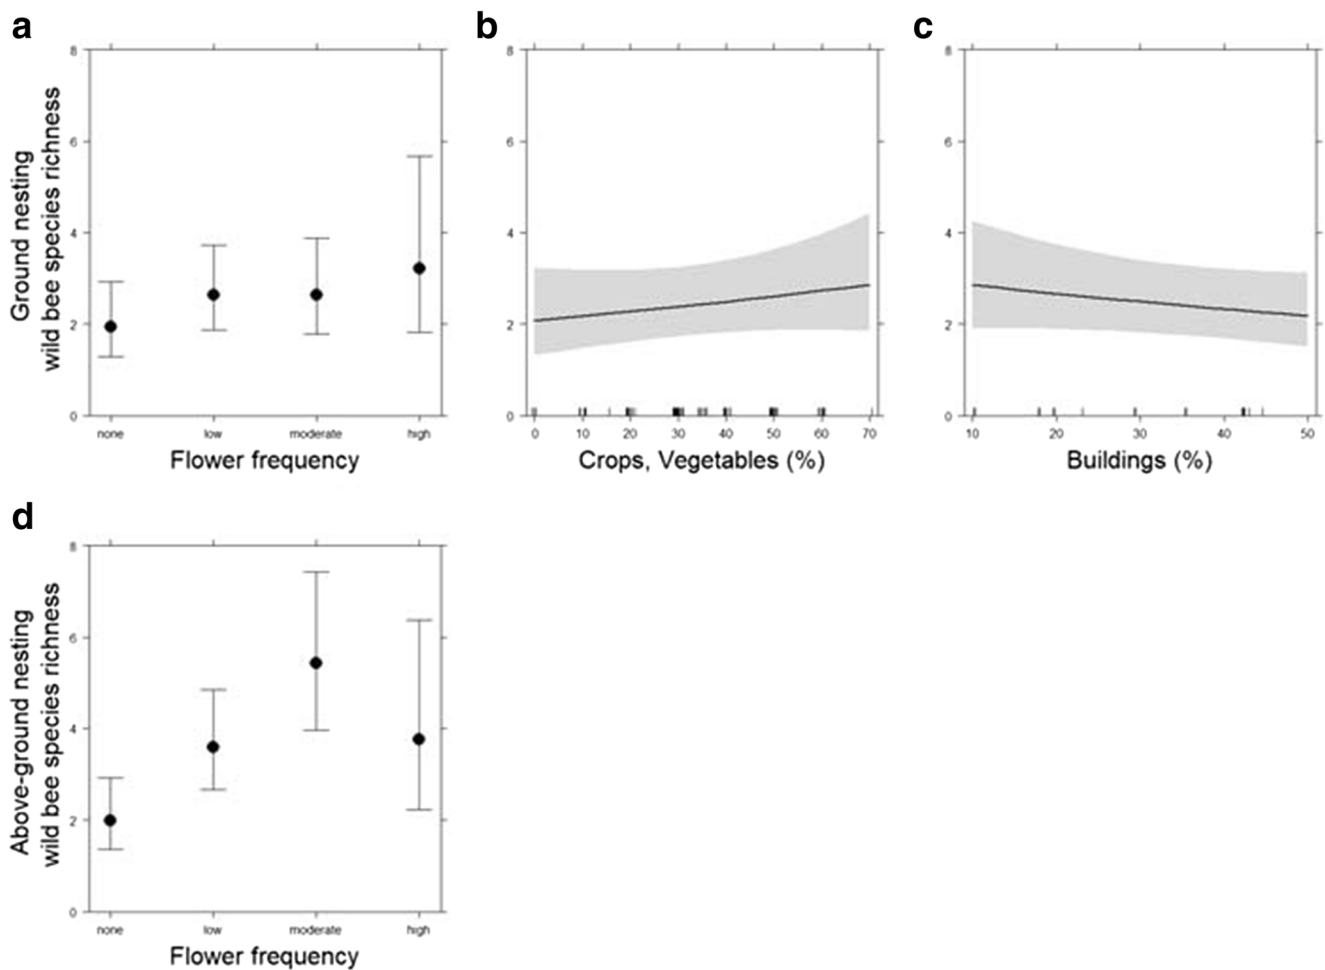 a
b
c
Ground nesting
wild bee species richness
8
6
4
2
0
none low moderate high
Flower frequency
8
6
4
2
0
0 10 20 30 40 50 60 70
Crops, Vegetables (%)
8
6
4
2
0
10 20 30 40 50
Buildings (%)
d
Above-ground nesting
wild bee species richness
8
6
4
2
0
none low moderate high
Flower frequency